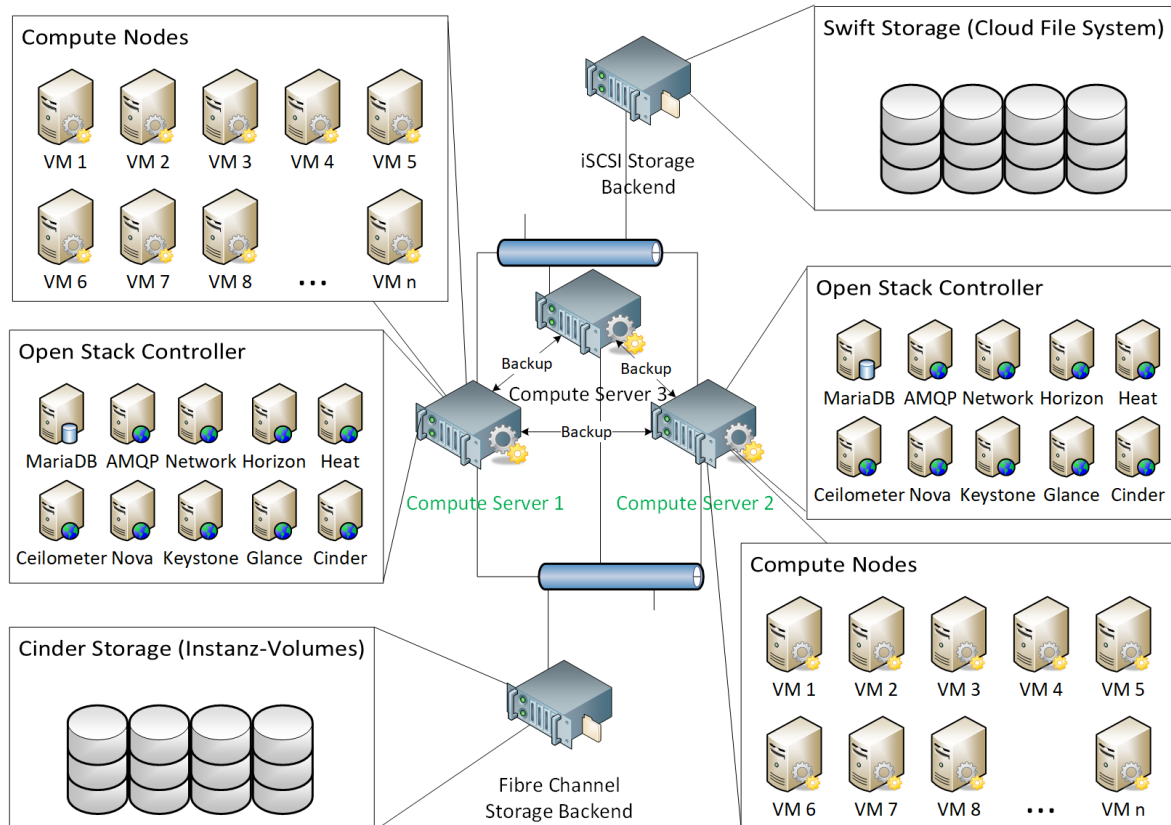 Compute Nodes
VM 1 VM 2 VM 3 VM 4 VM 5
VM 6 VM 7 VM 8 ... VM n
Swift Storage (Cloud File System)
iSCSI Storage
Backend
Open Stack Controller
MariaDB AMQP Network Horizon Heat
Ceilometer Nova Keystone Glance Cinder
Backup
Backup
Compute Server 3
Backup
Compute Server 1
Compute Server 2
Open Stack Controller
MariaDB AMQP Network Horizon Heat
Ceilometer Nova Keystone Glance Cinder
Cinder Storage (Instanz-Volumes)
Fibre Channel
Storage Backend
Compute Nodes
VM 1 VM 2 VM 3 VM 4 VM 5
VM 6 VM 7 VM 8 ... VM n